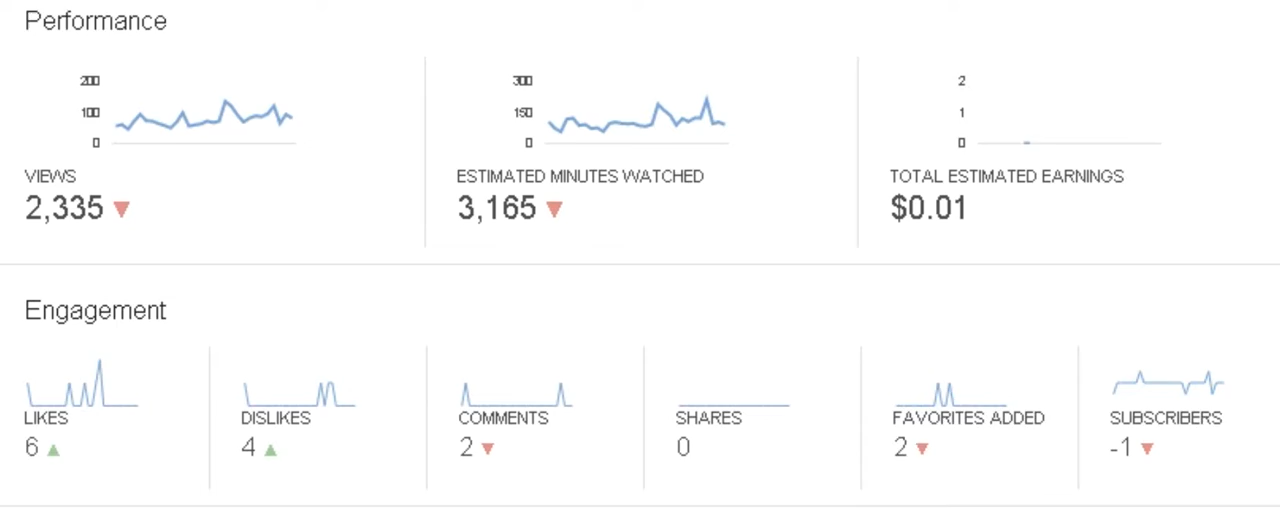 Performance
200
100
0
300
150
0
2
1
0
VIEWS
ESTIMATED MINUTES WATCHED
TOTAL ESTIMATED EARNINGS
2,335
3,165
$0.01
Engagement
LIKES
DISLIKES
COMMENTS
SHARES
FAVORITES ADDED
SUBSCRIBERS
6
4
2
0
2
-1